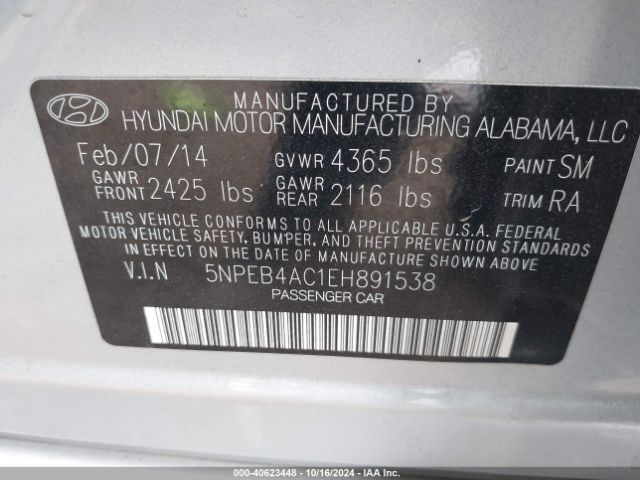 MANUFACTURED BY
HYUNDAI MOTOR MANUFACTURING ALABAMA, LLC
Feb/07/14 GVWR 4365 lbs PAINT SM
GAWR FRONT 2425 lbs GAWR REAR 2116 lbs TRIM RA
THIS VEHICLE CONFORMS TO ALL APPLICABLE U.S.A. FEDERAL
MOTOR VEHICLE SAFETY, BUMPER, AND THEFT PREVENTION STANDARDS
IN EFFECT ON THE DATE OF MANUFACTURE SHOWN ABOVE.
V.I.N 5NPEB4AC1EH891538
PASSENGER CAR
000-40623448 - 10/16/2024 - IAA Inc.